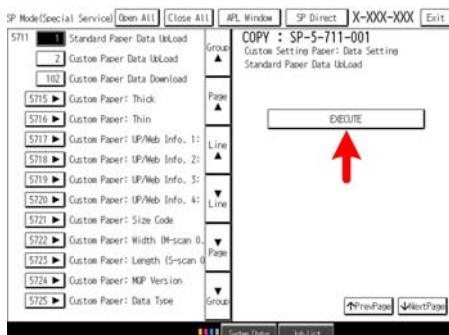 SP Mode(Special Service) Open All Close All APL Window SP Direct X-XXX-XXX Exit
COPY : SP-5-711-001
Custom Setting Paper: Data Setting
Standard Paper Data UpLoad
EXECUTE
5711 1 Standard Paper Data UpLoad
2 Custom Paper Data UpLoad
102 Custom Paper Data Download
5715 ▶ Custom Paper: Thick
5716 ▶ Custom Paper: Thin
5717 ▶ Custom Paper: UP/Web Info. 1:
5718 ▶ Custom Paper: UP/Web Info. 2:
5719 ▶ Custom Paper: UP/Web Info. 3:
5720 ▶ Custom Paper: UP/Web Info. 4:
5721 ▶ Custom Paper: Size Code
5722 ▶ Custom Paper: Width (M-scan 0.
5723 ▶ Custom Paper: Length (S-scan 0
5724 ▶ Custom Paper: MQP Version
5725 ▶ Custom Paper: Data Type
Group ▲
Page ▲
Line ▲
▼ Line
▼ Page
▼ Group
↑PrevPage ↓NextPage
System Status Job List